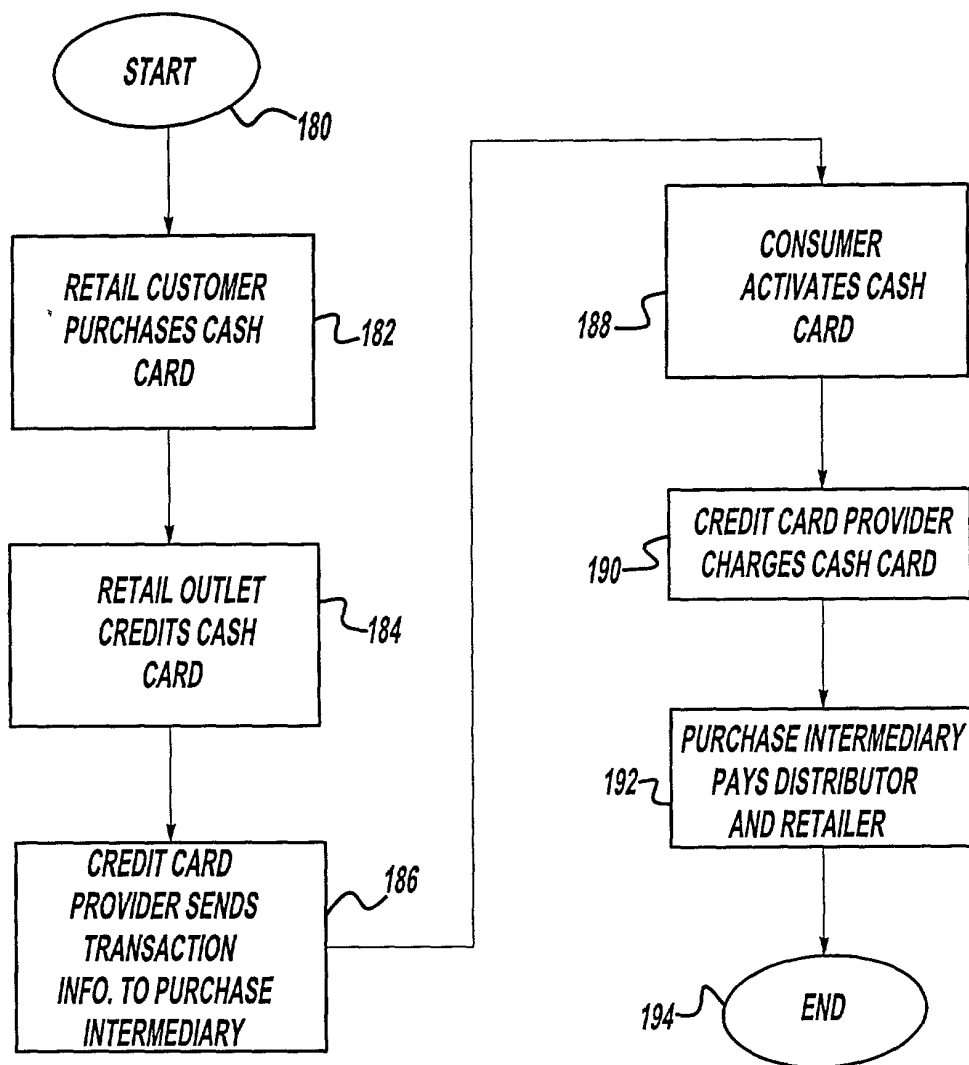 START
180
RETAIL CUSTOMER
PURCHASES CASH
CARD
182
RETAIL OUTLET
CREDITS CASH
CARD
184
CREDIT CARD
PROVIDER SENDS
TRANSACTION
INFO. TO PURCHASE
INTERMEDIARY
186
CONSUMER
ACTIVATES CASH
CARD
188
CREDIT CARD PROVIDER
CHARGES CASH CARD
190
PURCHASE INTERMEDIARY
PAYS DISTRIBUTOR
AND RETAILER
192
END
194